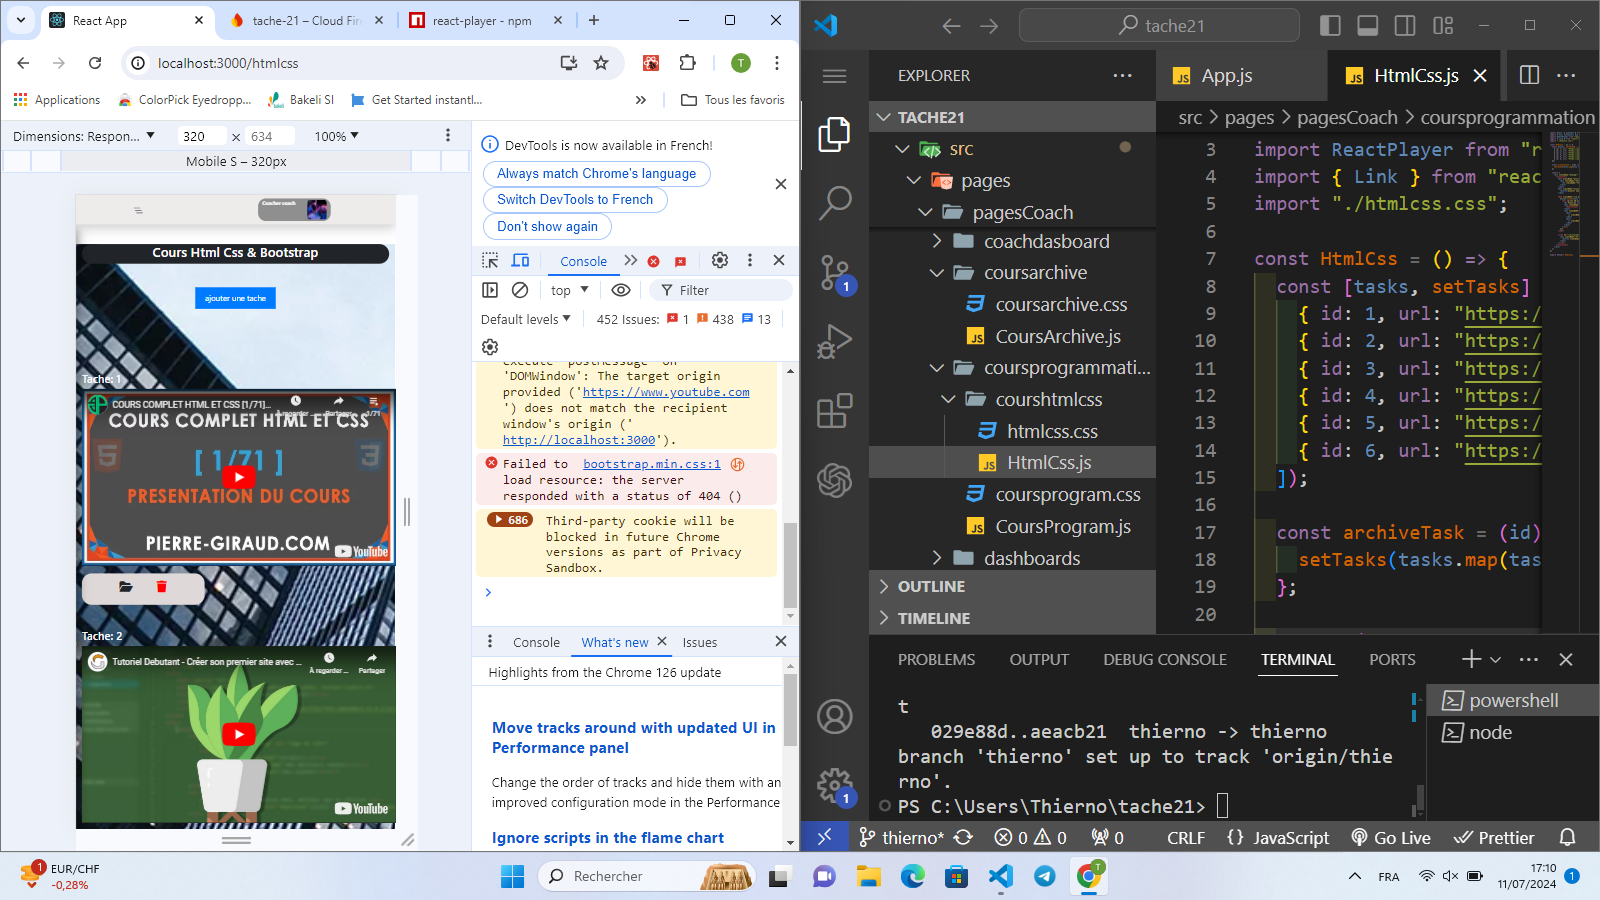 React App
tache-21 – Cloud Fire
react-player - npm
localhost:3000/htmlcss
T
Applications
ColorPick Eyedropp...
Bakeli SI
Get Started instantl...
Tous les favoris
Dimensions: Respon...
320
×
634
100%
Mobile S – 320px
Coacher coach
Cours Html Css & Bootstrap
ajouter une tache
Tache: 1
COURS COMPLET HTML ET CSS [1/71]...
À regarder ...
Partager
1/71
COURS COMPLET HTML ET CSS
[ 1/71 ]
PRESENTATION DU COURS
PIERRE-GIRAUD.COM
YouTube
Tache: 2
Tutoriel Debutant - Créer son premier site avec ...
À regarder ...
Partager
YouTube
DevTools is now available in French!
Always match Chrome's language
Switch DevTools to French
Don't show again
Console
top
Filter
Default levels
452 Issues:
1
438
13
execute 'postMessage' on
'DOMWindow': The target origin
provided ('https://www.youtube.com
') does not match the recipient
window's origin ('
http://localhost:3000').
Failed to bootstrap.min.css:1
load resource: the server
responded with a status of 404 ()
686
Third-party cookie will be
blocked in future Chrome
versions as part of Privacy
Sandbox.
Console
What's new
Issues
Highlights from the Chrome 126 update
Move tracks around with updated UI in
Performance panel
Change the order of tracks and hide them with an
improved configuration mode in the Performance
Ignore scripts in the flame chart
tache21
EXPLORER
TACHE21
src
pages
pagesCoach
coachdasboard
coursarchive
coursarchive.css
CoursArchive.js
coursprogrammati...
courshtmlcss
htmlcss.css
HtmlCss.js
coursprogram.css
CoursProgram.js
dashboards
OUTLINE
TIMELINE
1
1
App.js
HtmlCss.js
src > pages > pagesCoach > coursprogrammation
3 import ReactPlayer from "r
4 import { Link } from "reac
5 import "./htmlcss.css";
6
7 const HtmlCss = () => {
8 const [tasks, setTasks]
9 { id: 1, url: "https:/
10 { id: 2, url: "https:/
11 { id: 3, url: "https:/
12 { id: 4, url: "https:/
13 { id: 5, url: "https:/
14 { id: 6, url: "https:/
15 ]);
16
17 const archiveTask = (id)
18 setTasks(tasks.map(tas
19 };
20
PROBLEMS
OUTPUT
DEBUG CONSOLE
TERMINAL
PORTS
t
029e88d..aeacb21 thierno -> thierno
branch 'thierno' set up to track 'origin/thie
rno'.
PS C:\Users\Thierno\tache21>
powershell
node
thierno*
0
0
0
CRLF
{ } JavaScript
Go Live
Prettier
1
EUR/CHF
-0,28%
Rechercher
T
FRA
17:10
11/07/2024
1